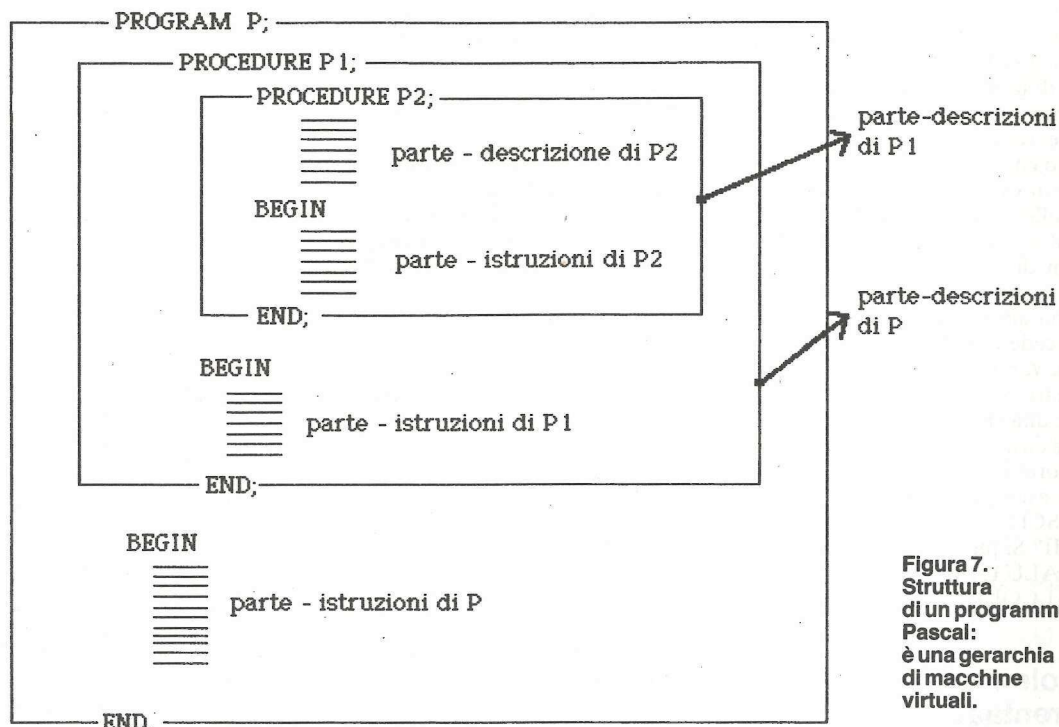 PROGRAM P;
PROCEDURE P1;
PROCEDURE P2;
parte - descrizione di P2
BEGIN
parte - istruzioni di P2
END;
BEGIN
parte - istruzioni di P1
END;
BEGIN
parte - istruzioni di P
END.
parte-descrizioni
di P1
parte-descrizioni
di P
Figura 7.
Struttura
di un programm
Pascal:
è una gerarchia
di macchine
virtuali.